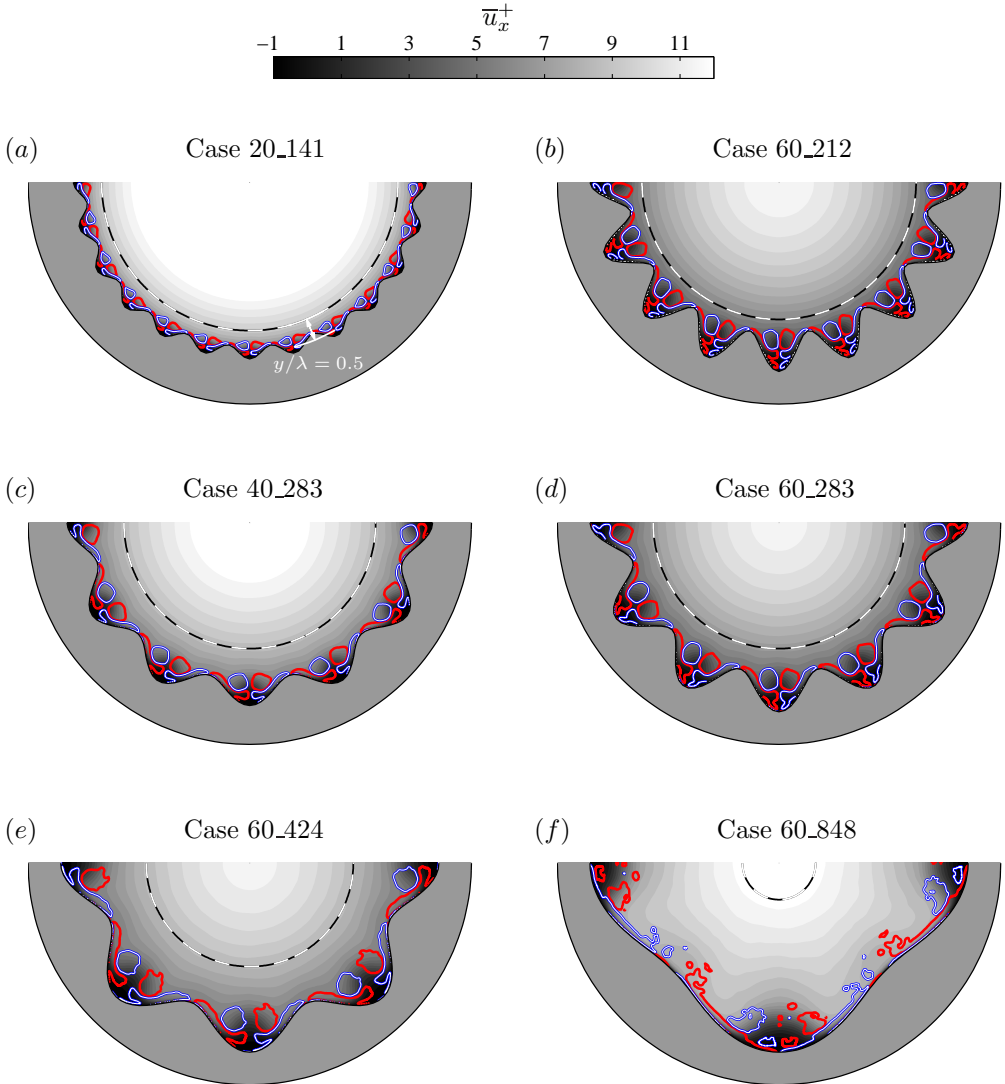 u̅ₓ⁺
−1 1 3 5 7 9 11
(a) Case 20_141
(b) Case 60_212
y/λ = 0.5
(c) Case 40_283
(d) Case 60_283
(e) Case 60_424
(f) Case 60_848